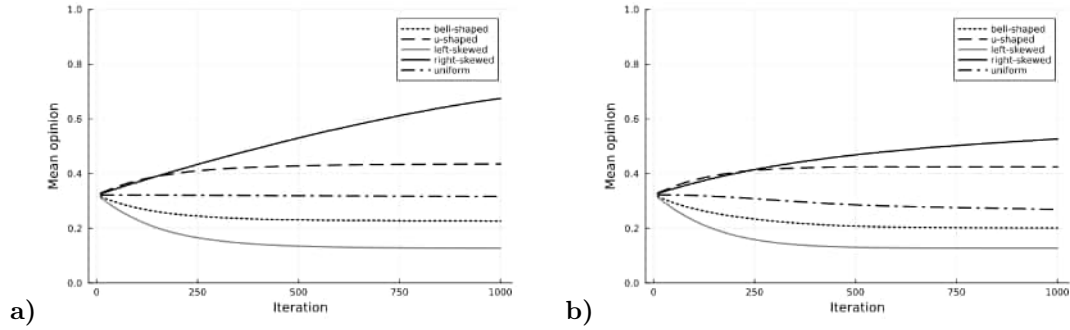 1.0
0.8
0.6
0.4
0.2
0.0
Mean opinion
0 250 500 750 1000
Iteration
bell-shaped
u-shaped
left-skewed
right-skewed
uniform
a)
1.0
0.8
0.6
0.4
0.2
0.0
Mean opinion
0 250 500 750 1000
Iteration
bell-shaped
u-shaped
left-skewed
right-skewed
uniform
b)